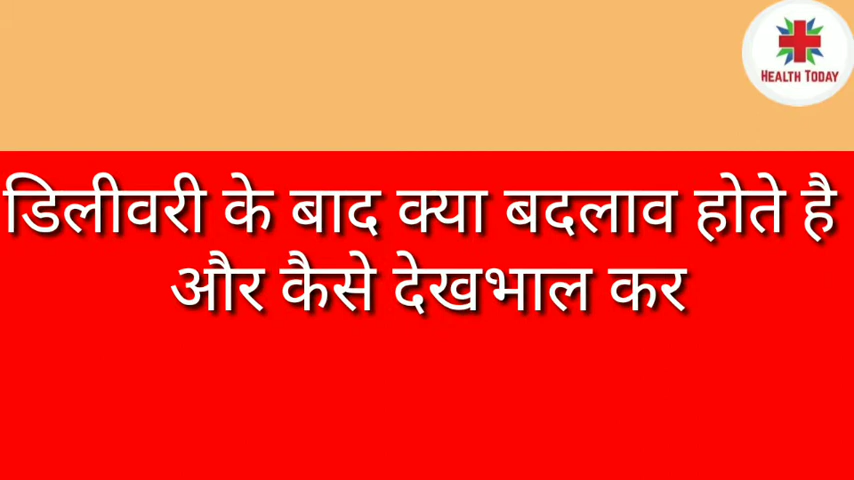 HEALTH TODAY
डिलीवरी के बाद क्या बदलाव होते है
और कैसे देखभाल कर